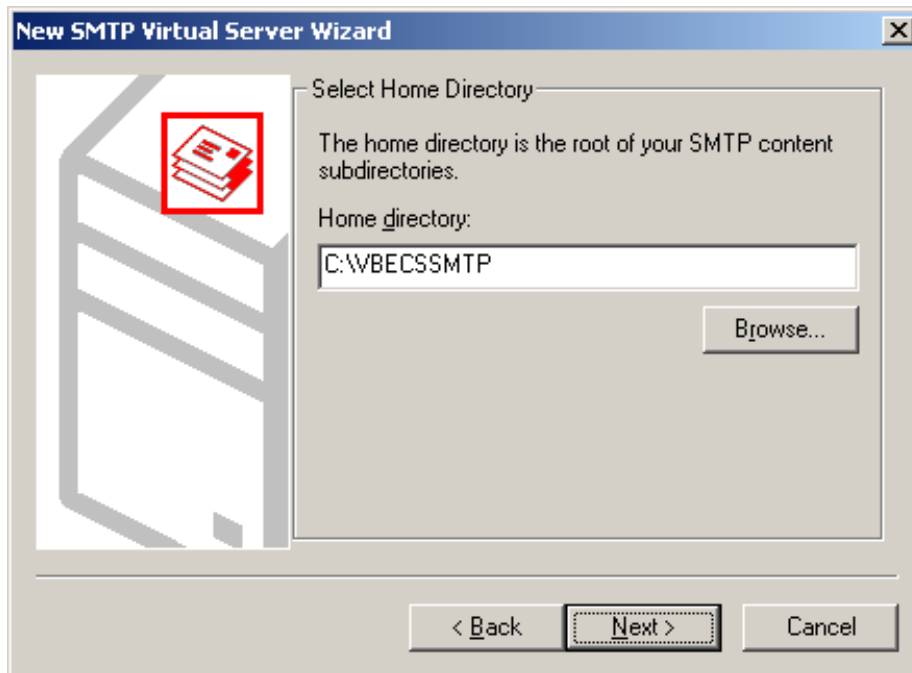 New SMTP Virtual Server Wizard
Select Home Directory
The home directory is the root of your SMTP content
subdirectories.
Home directory:
C:\VBECSSMTP
Browse...
< Back
Next >
Cancel